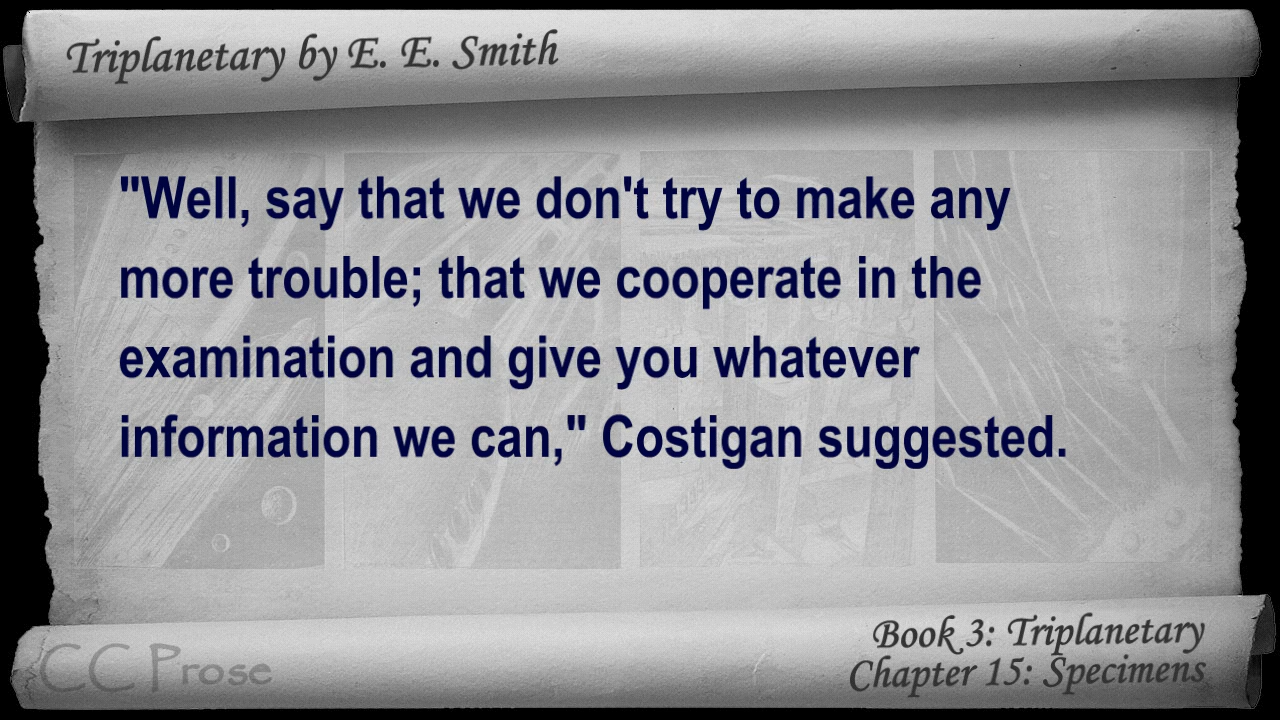 Triplanetary by E. E. Smith
"Well, say that we don't try to make any
more trouble; that we cooperate in the
examination and give you whatever
information we can," Costigan suggested.
Book 3: Triplanetary
Chapter 15: Specimens
CC Prose